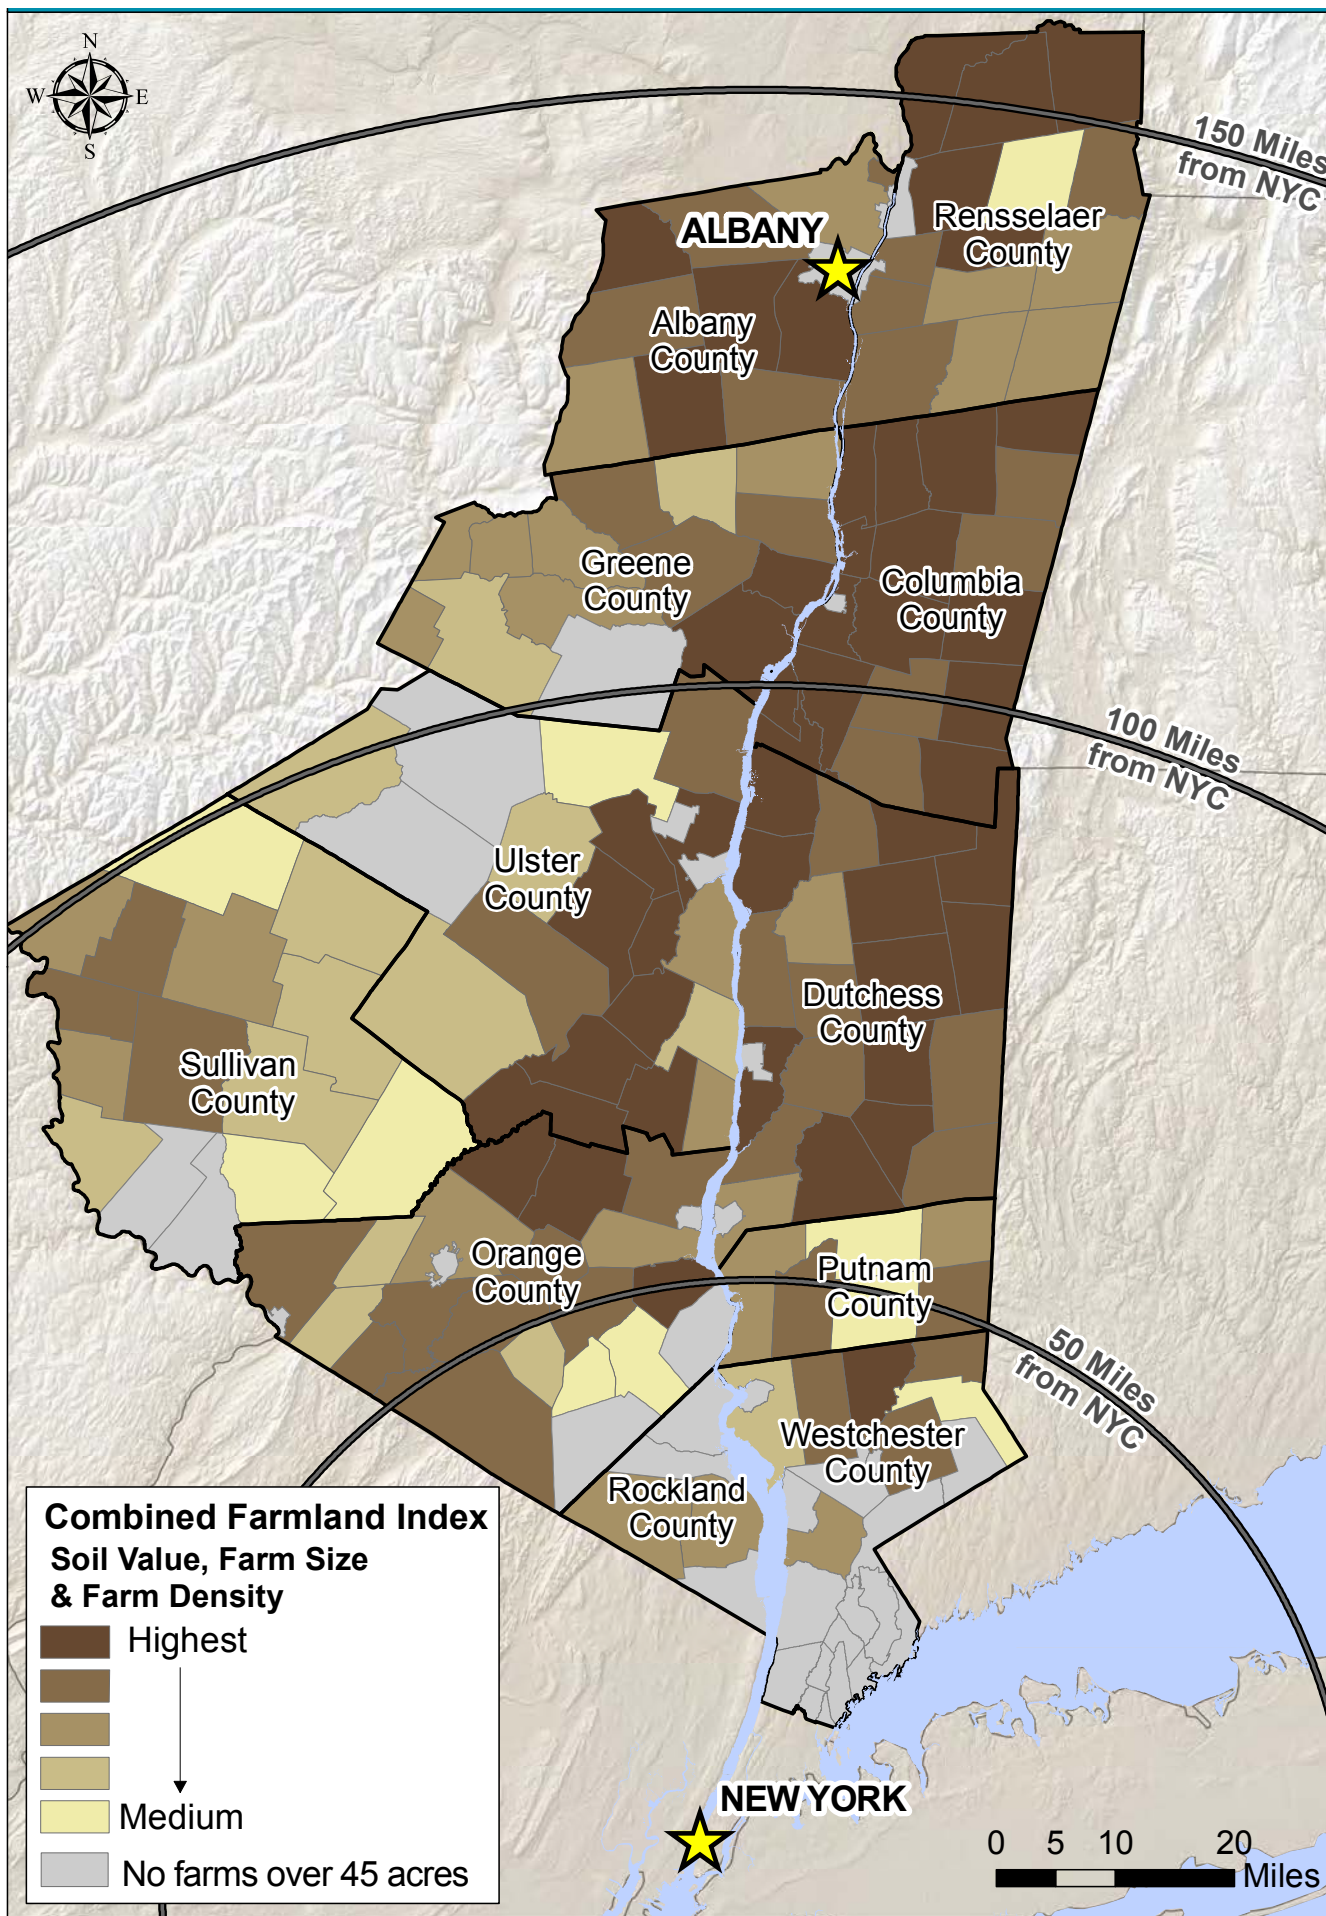 N
W E
S
150 Miles
from NYC
ALBANY
Rensselaer
County
Albany
County
Greene
County
Columbia
County
100 Miles
from NYC
Ulster
County
Dutchess
County
Sullivan
County
Orange
County
Putnam
County
50 Miles
from NYC
Westchester
County
Rockland
County
Combined Farmland Index
Soil Value, Farm Size
& Farm Density
Highest
Medium
No farms over 45 acres
NEW YORK
0 5 10 20
Miles